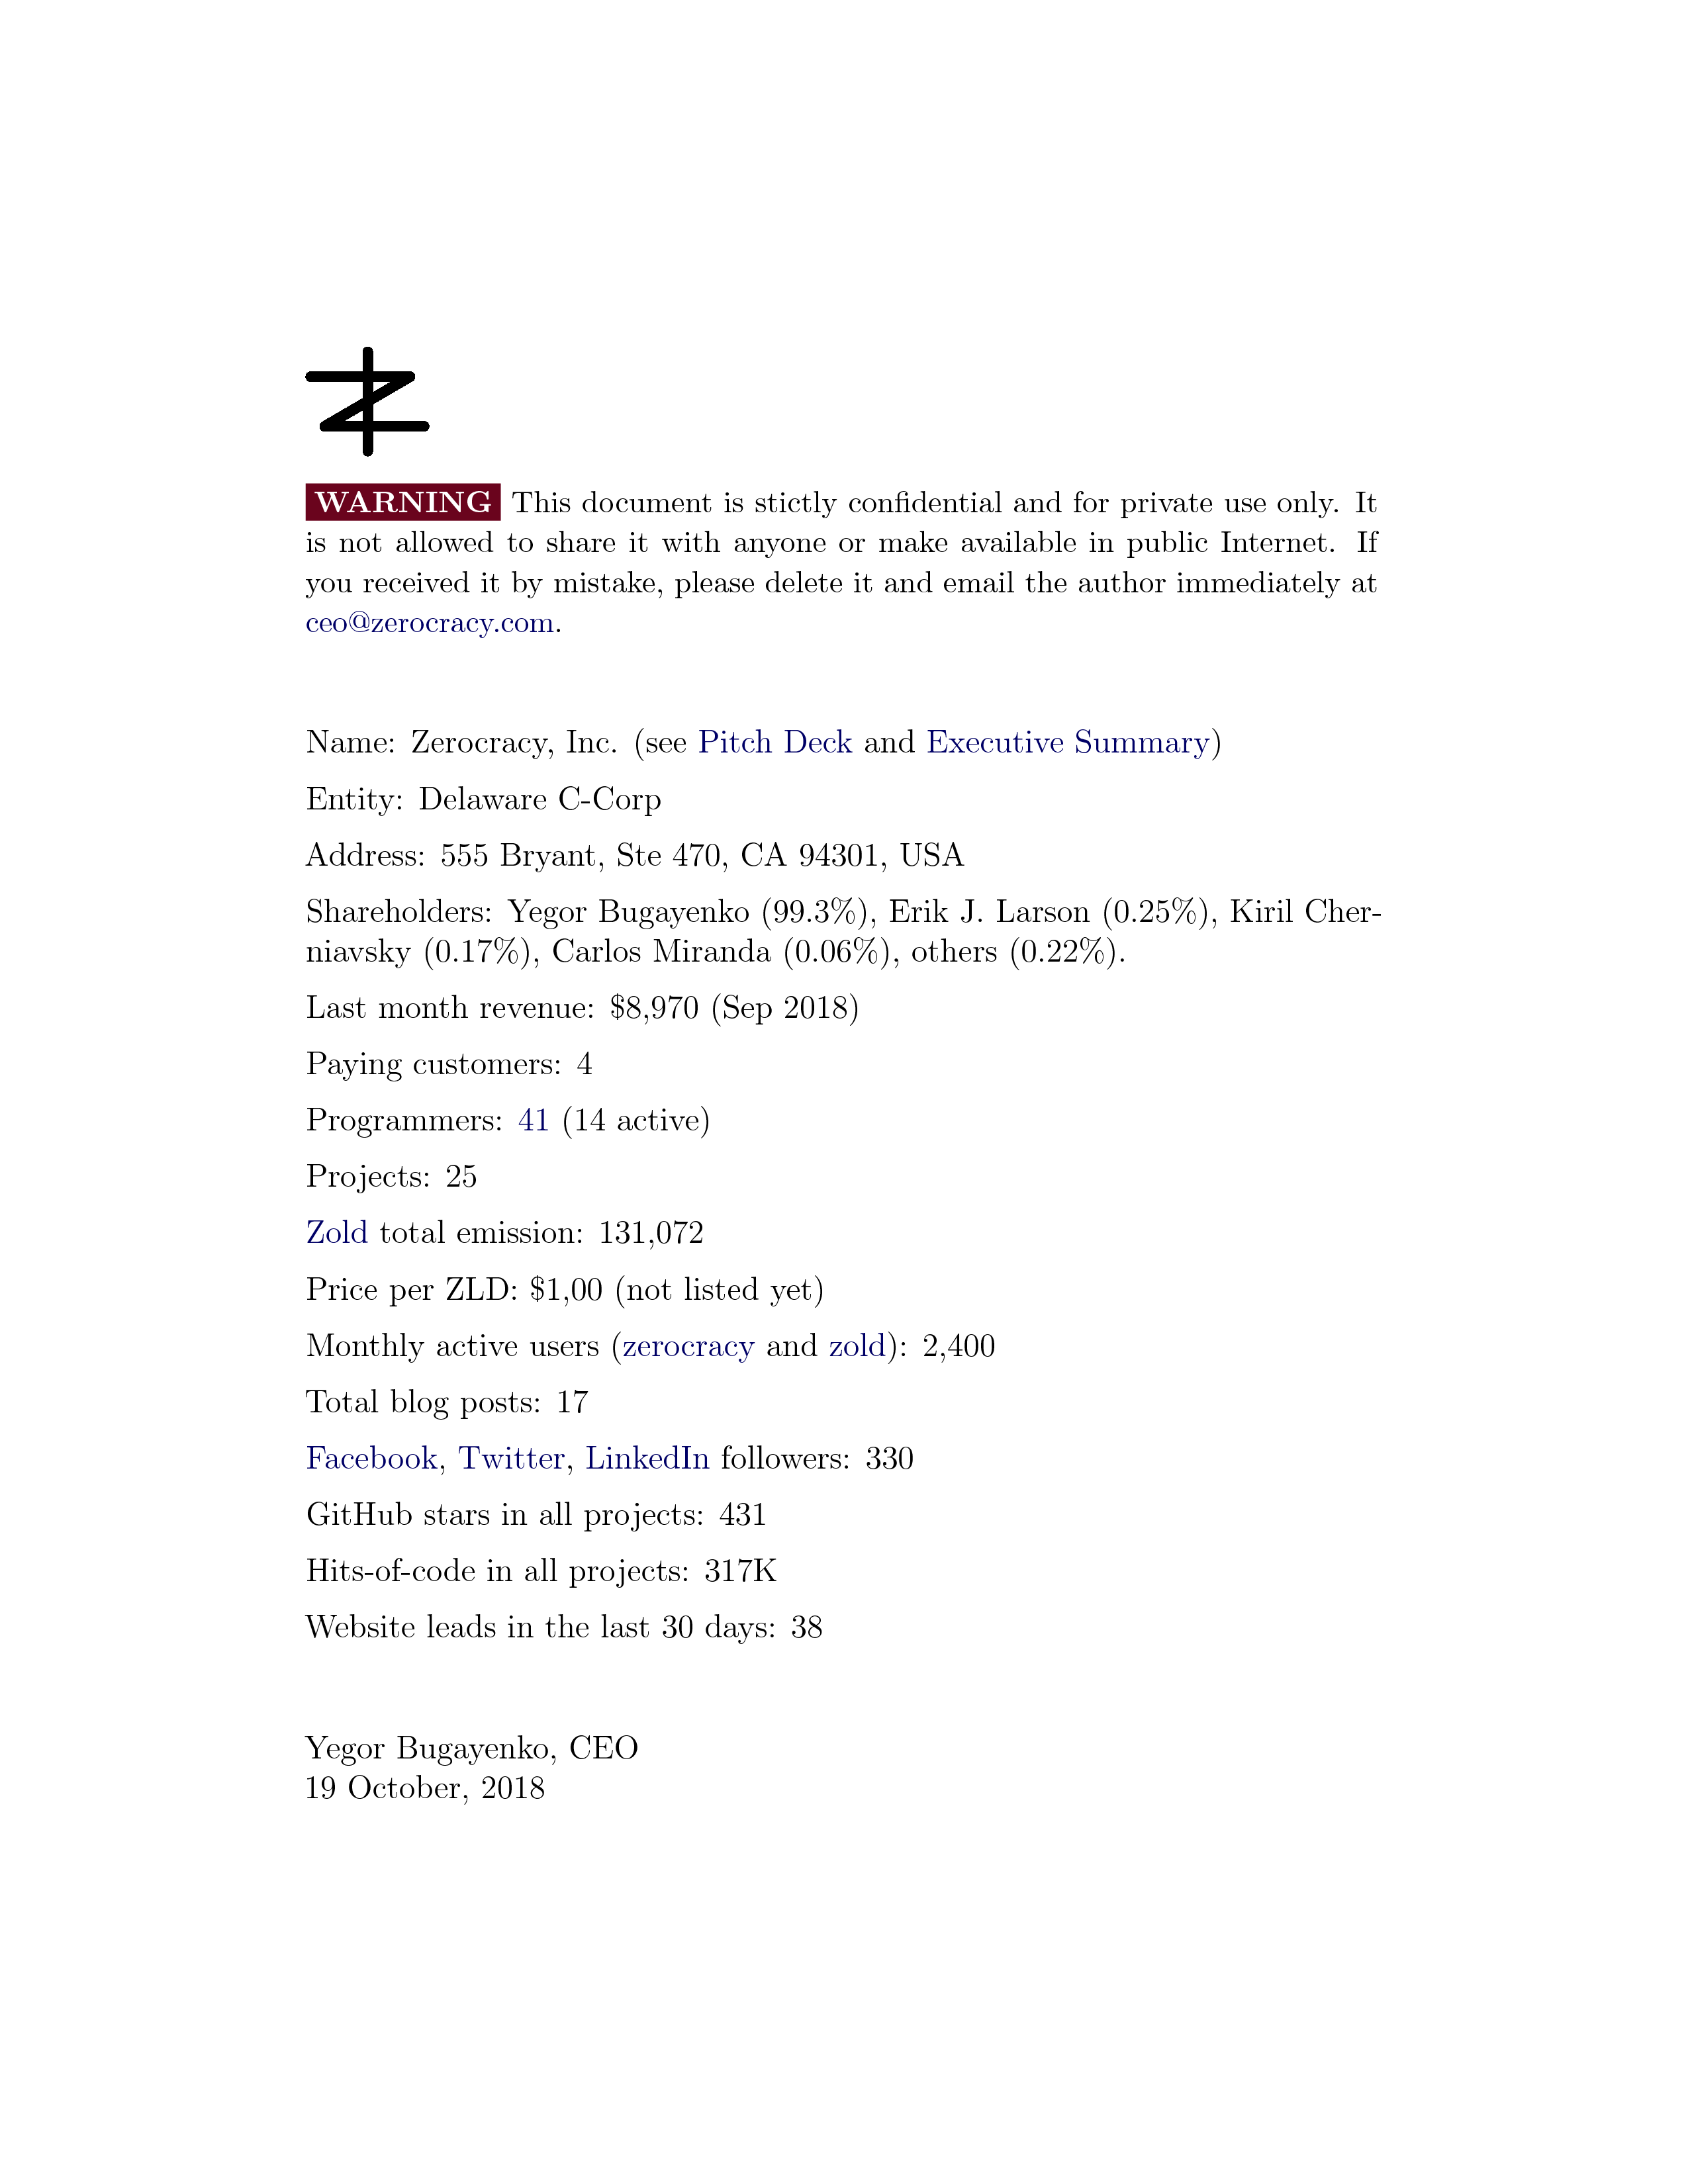 WARNING This document is stictly confidential and for private use only. It
is not allowed to share it with anyone or make available in public Internet. If
you received it by mistake, please delete it and email the author immediately at
ceo@zerocracy.com.
Name: Zerocracy, Inc. (see Pitch Deck and Executive Summary)
Entity: Delaware C-Corp
Address: 555 Bryant, Ste 470, CA 94301, USA
Shareholders: Yegor Bugayenko (99.3%), Erik J. Larson (0.25%), Kiril Cher-
niavsky (0.17%), Carlos Miranda (0.06%), others (0.22%).
Last month revenue: $8,970 (Sep 2018)
Paying customers: 4
Programmers: 41 (14 active)
Projects: 25
Zold total emission: 131,072
Price per ZLD: $1,00 (not listed yet)
Monthly active users (zerocracy and zold): 2,400
Total blog posts: 17
Facebook, Twitter, LinkedIn followers: 330
GitHub stars in all projects: 431
Hits-of-code in all projects: 317K
Website leads in the last 30 days: 38
Yegor Bugayenko, CEO
19 October, 2018